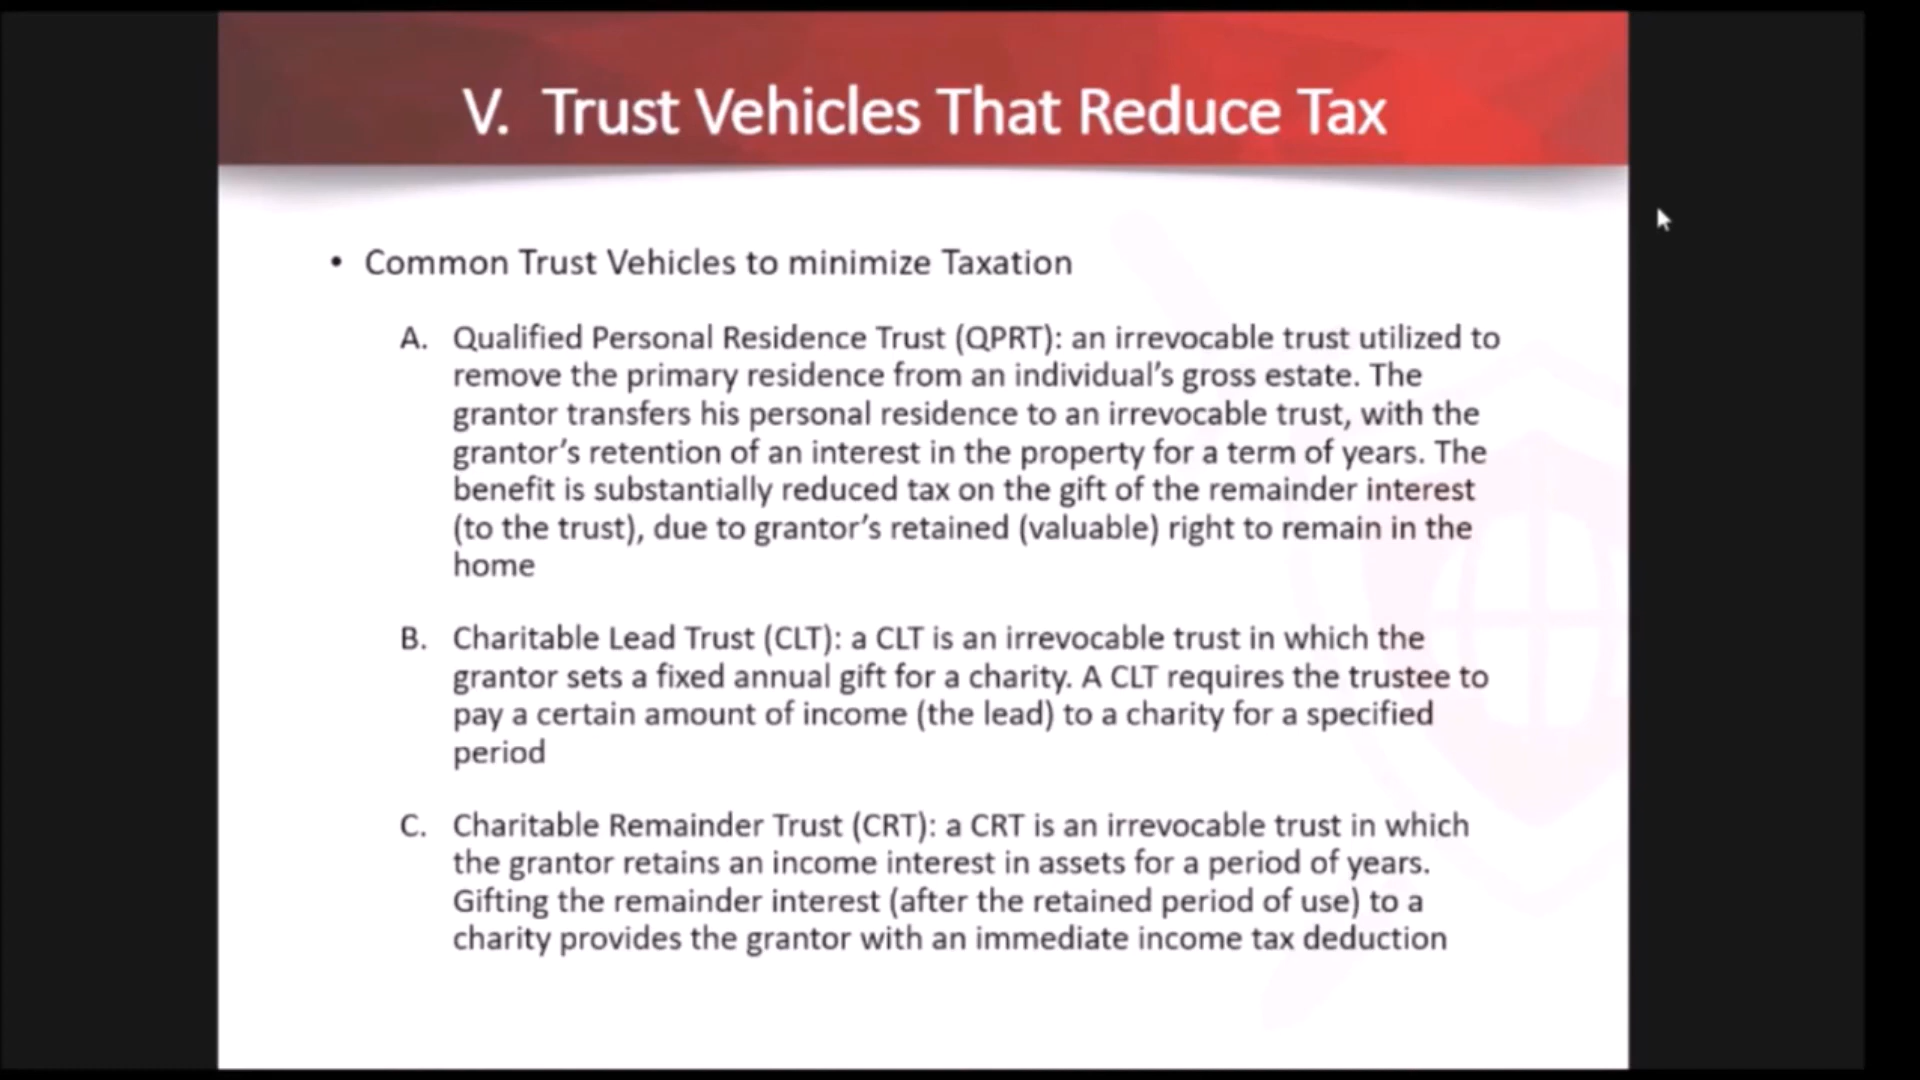 V. Trust Vehicles That Reduce Tax
• Common Trust Vehicles to minimize Taxation
A. Qualified Personal Residence Trust (QPRT): an irrevocable trust utilized to
remove the primary residence from an individual's gross estate. The
grantor transfers his personal residence to an irrevocable trust, with the
grantor's retention of an interest in the property for a term of years. The
benefit is substantially reduced tax on the gift of the remainder interest
(to the trust), due to grantor's retained (valuable) right to remain in the
home
B. Charitable Lead Trust (CLT): a CLT is an irrevocable trust in which the
grantor sets a fixed annual gift for a charity. A CLT requires the trustee to
pay a certain amount of income (the lead) to a charity for a specified
period
C. Charitable Remainder Trust (CRT): a CRT is an irrevocable trust in which
the grantor retains an income interest in assets for a period of years.
Gifting the remainder interest (after the retained period of use) to a
charity provides the grantor with an immediate income tax deduction